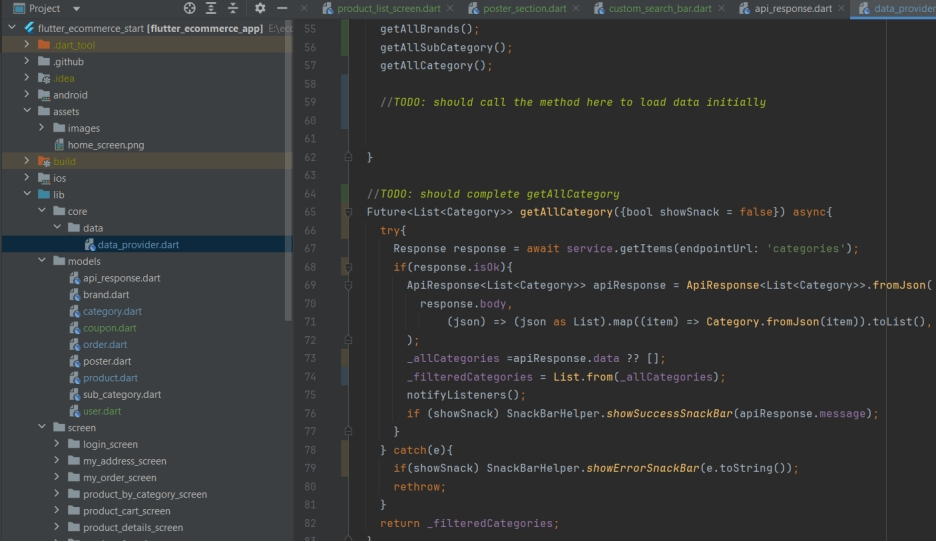 Project
product_list_screen.dart
poster_section.dart
custom_search_bar.dart
api_response.dart
data_provider
flutter_ecommerce_start [flutter_ecommerce_app]
.dart_tool
.github
.idea
android
assets
images
home_screen.png
build
ios
lib
core
data
data_provider.dart
models
api_response.dart
brand.dart
category.dart
coupon.dart
order.dart
poster.dart
product.dart
sub_category.dart
user.dart
screen
login_screen
my_address_screen
my_order_screen
product_by_category_screen
product_cart_screen
product_details_screen
55 getAllBrands();
56 getAllSubCategory();
57 getAllCategory();
58
59 //TODO: should call the method here to load data initially
60
61
62 }
63
64 //TODO: should complete getAllCategory
65 Future<List<Category>> getAllCategory({bool showSnack = false}) async{
66 try{
67 Response response = await service.getItems(endpointUrl: 'categories');
68 if(response.isOk){
69 ApiResponse<List<Category>> apiResponse = ApiResponse<List<Category>>.fromJson(
70 response.body,
71 (json) => (json as List).map((item) => Category.fromJson(item)).toList(),
72 );
73 _allCategories =apiResponse.data ?? [];
74 _filteredCategories = List.from(_allCategories);
75 notifyListeners();
76 if (showSnack) SnackBarHelper.showSuccessSnackBar(apiResponse.message);
77 }
78 } catch(e){
79 if(showSnack) SnackBarHelper.showErrorSnackBar(e.toString());
80 rethrow;
81 }
82 return _filteredCategories;